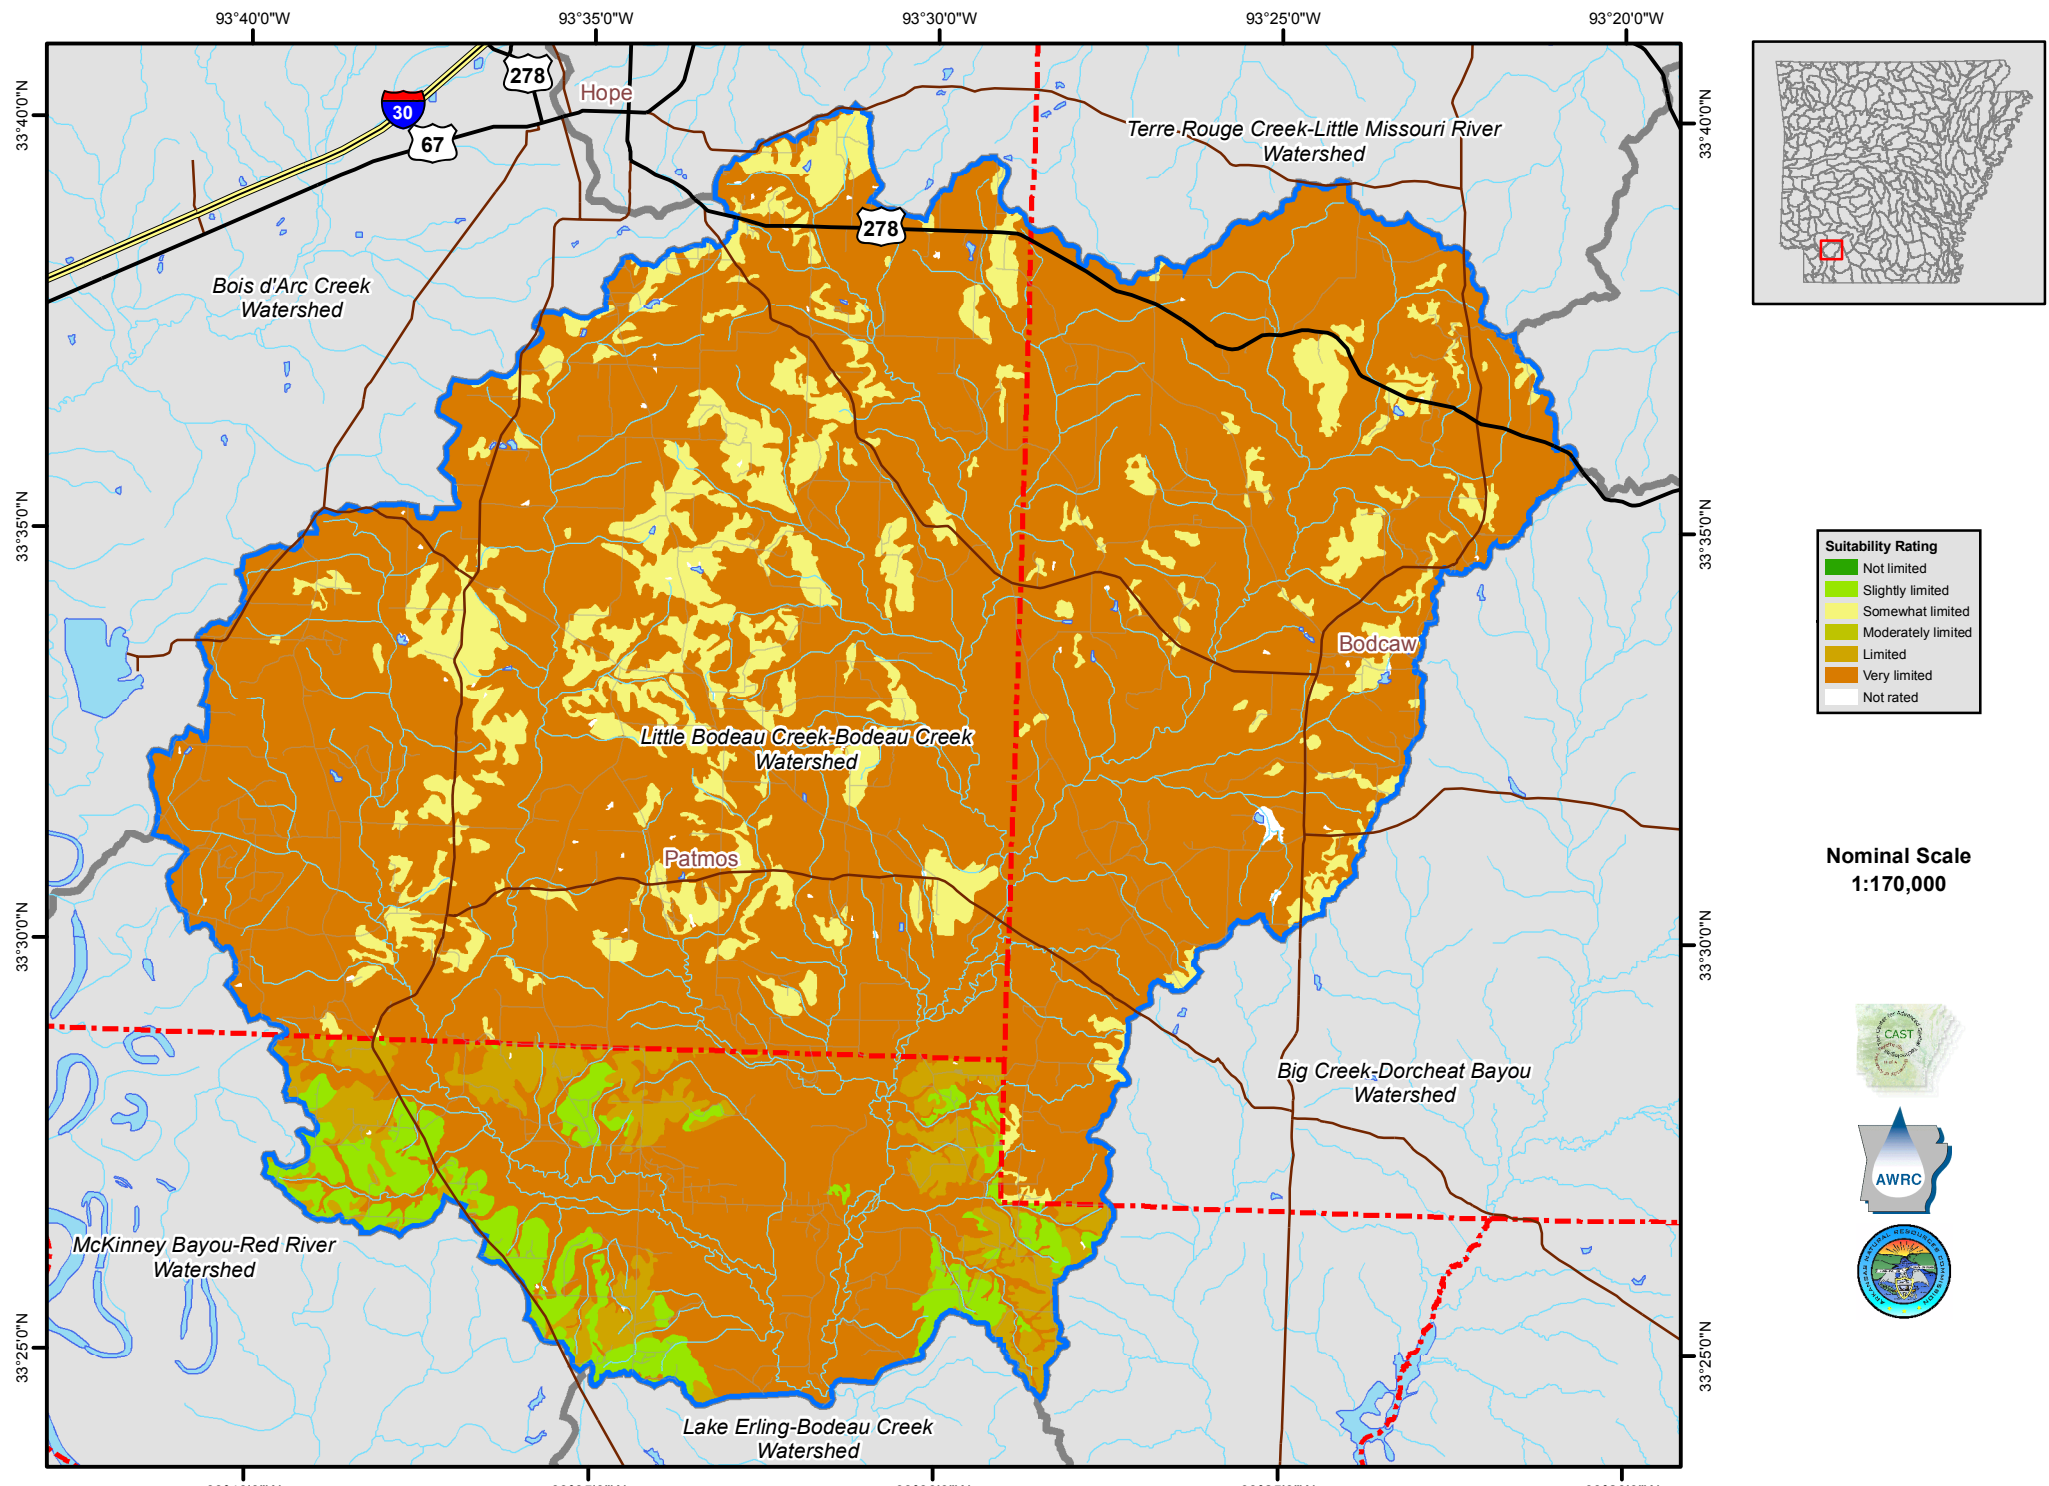 93°40'0"W
93°35'0"W
93°30'0"W
93°25'0"W
93°20'0"W
33°40'0"N
33°40'0"N
278
Hope
30
67
Terre Rouge Creek-Little Missouri River
Watershed
278
Bois d'Arc Creek
Watershed
33°35'0"N
33°35'0"N
Suitability Rating
Not limited
Slightly limited
Somewhat limited
Moderately limited
Limited
Very limited
Not rated
Bodcaw
Little Bodeau Creek-Bodeau Creek
Watershed
Patmos
Nominal Scale
1:170,000
33°30'0"N
33°30'0"N
CAST
Big Creek-Dorcheat Bayou
Watershed
AWRC
McKinney Bayou-Red River
Watershed
ARKANSAS NATURAL RESOURCES COMMISSION
33°25'0"N
33°25'0"N
Lake Erling-Bodeau Creek
Watershed